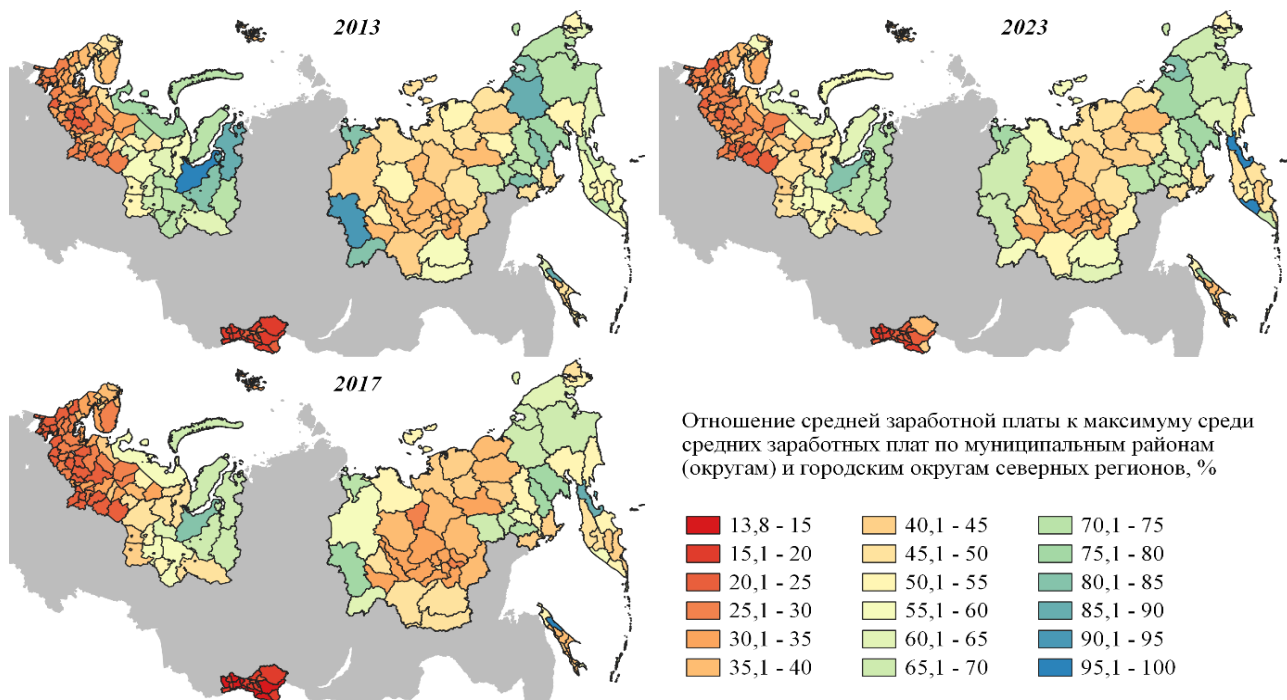 2013
2023
2017
Отношение средней заработной платы к максимуму среди
средних заработных плат по муниципальным районам
(округам) и городским округам северных регионов, %
13,8 - 15
15,1 - 20
20,1 - 25
25,1 - 30
30,1 - 35
35,1 - 40
40,1 - 45
45,1 - 50
50,1 - 55
55,1 - 60
60,1 - 65
65,1 - 70
70,1 - 75
75,1 - 80
80,1 - 85
85,1 - 90
90,1 - 95
95,1 - 100